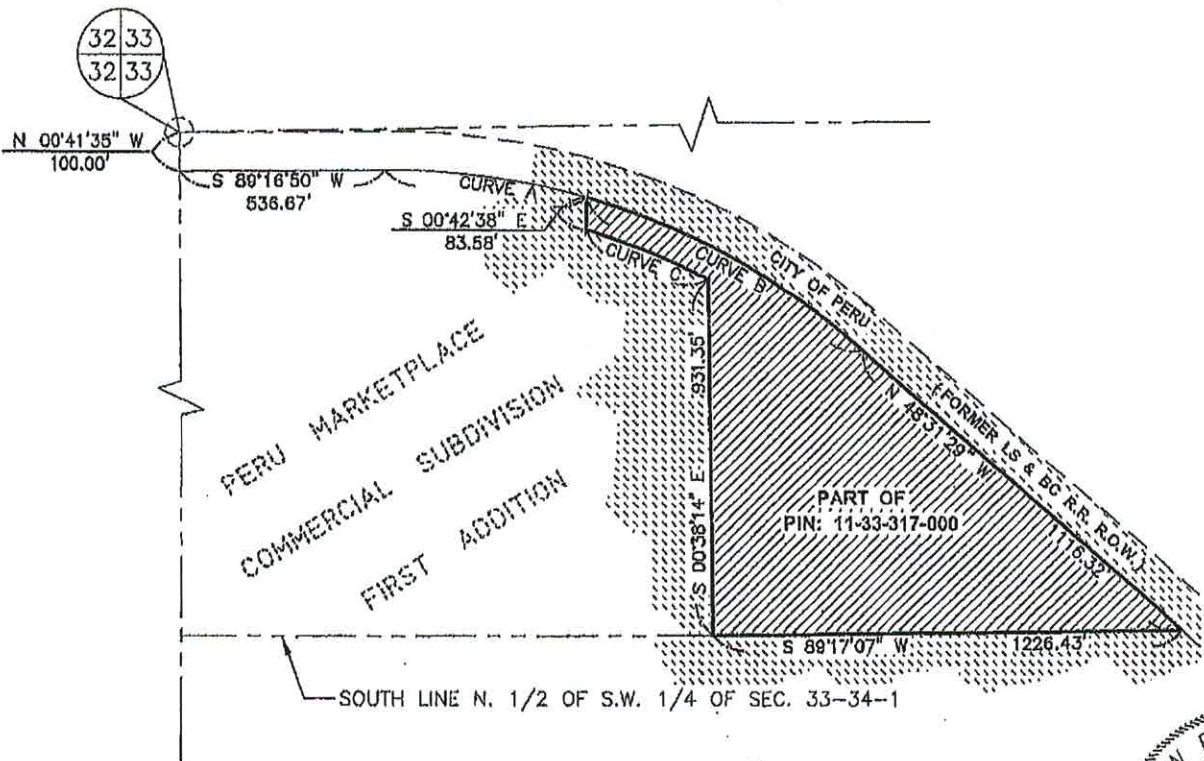 32 33
32 33
N 00'41'35" W
100.00'
S 89'16'50" W
536.67'
CURVE A
S 00'42'38" E
83.58'
CURVE C
CURVE B
CITY OF PERU
(FORMER LS & BC R.R. R.O.W.)
N 48'31'29" W
1116.32'
931.35'
S 00'38'14" E
PERU MARKETPLACE
COMMERCIAL SUBDIVISION
FIRST ADDITION
PART OF
PIN: 11-33-317-000
S 89'17'07" W
1226.43'
SOUTH LINE N. 1/2 OF S.W. 1/4 OF SEC. 33-34-1